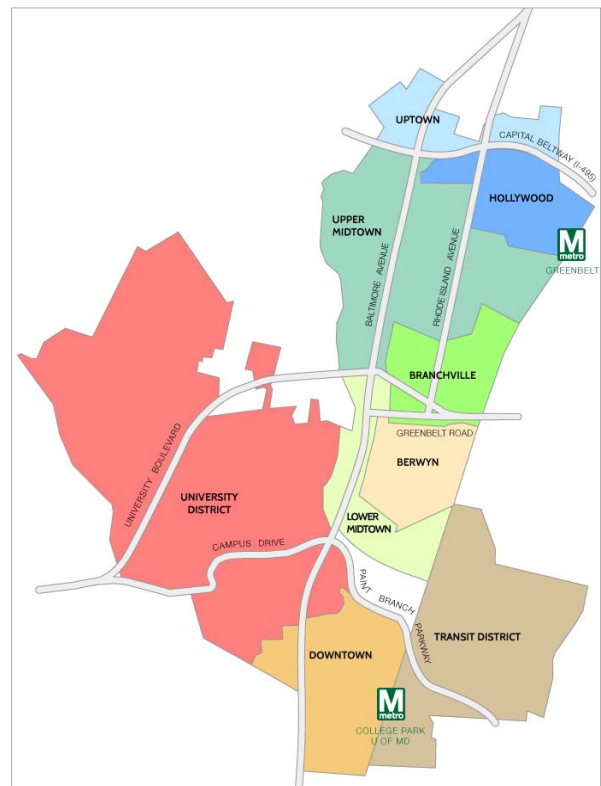 UPTOWN
CAPITAL BELTWAY (I-495)
HOLLYWOOD
UPPER
MIDTOWN
M
metro
GREENBELT
BALTIMORE AVENUE
RHODE ISLAND AVENUE
BRANCHVILLE
UNIVERSITY BOULEVARD
GREENBELT ROAD
BERWYN
UNIVERSITY
DISTRICT
LOWER
MIDTOWN
CAMPUS DRIVE
PAINT BRANCH PARKWAY
TRANSIT DISTRICT
DOWNTOWN
M
metro
COLLEGE PARK
U OF MD